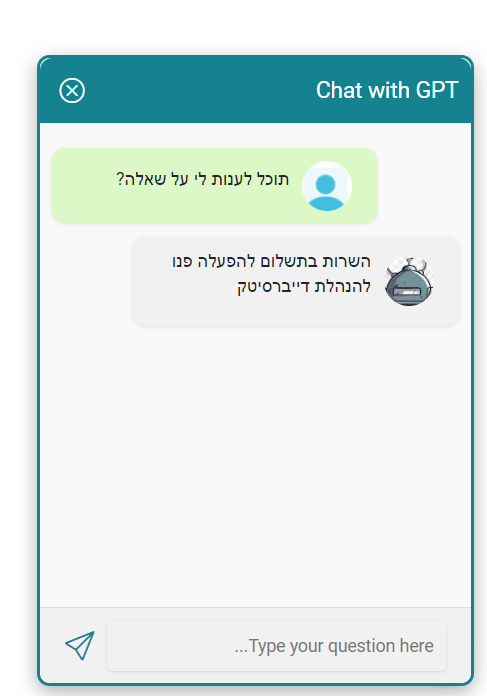 Chat with GPT
תוכל לענות לי על שאלה?
השרות בתשלום להפעלה פנו
להנהלת דייברסיטק
Type your question here...